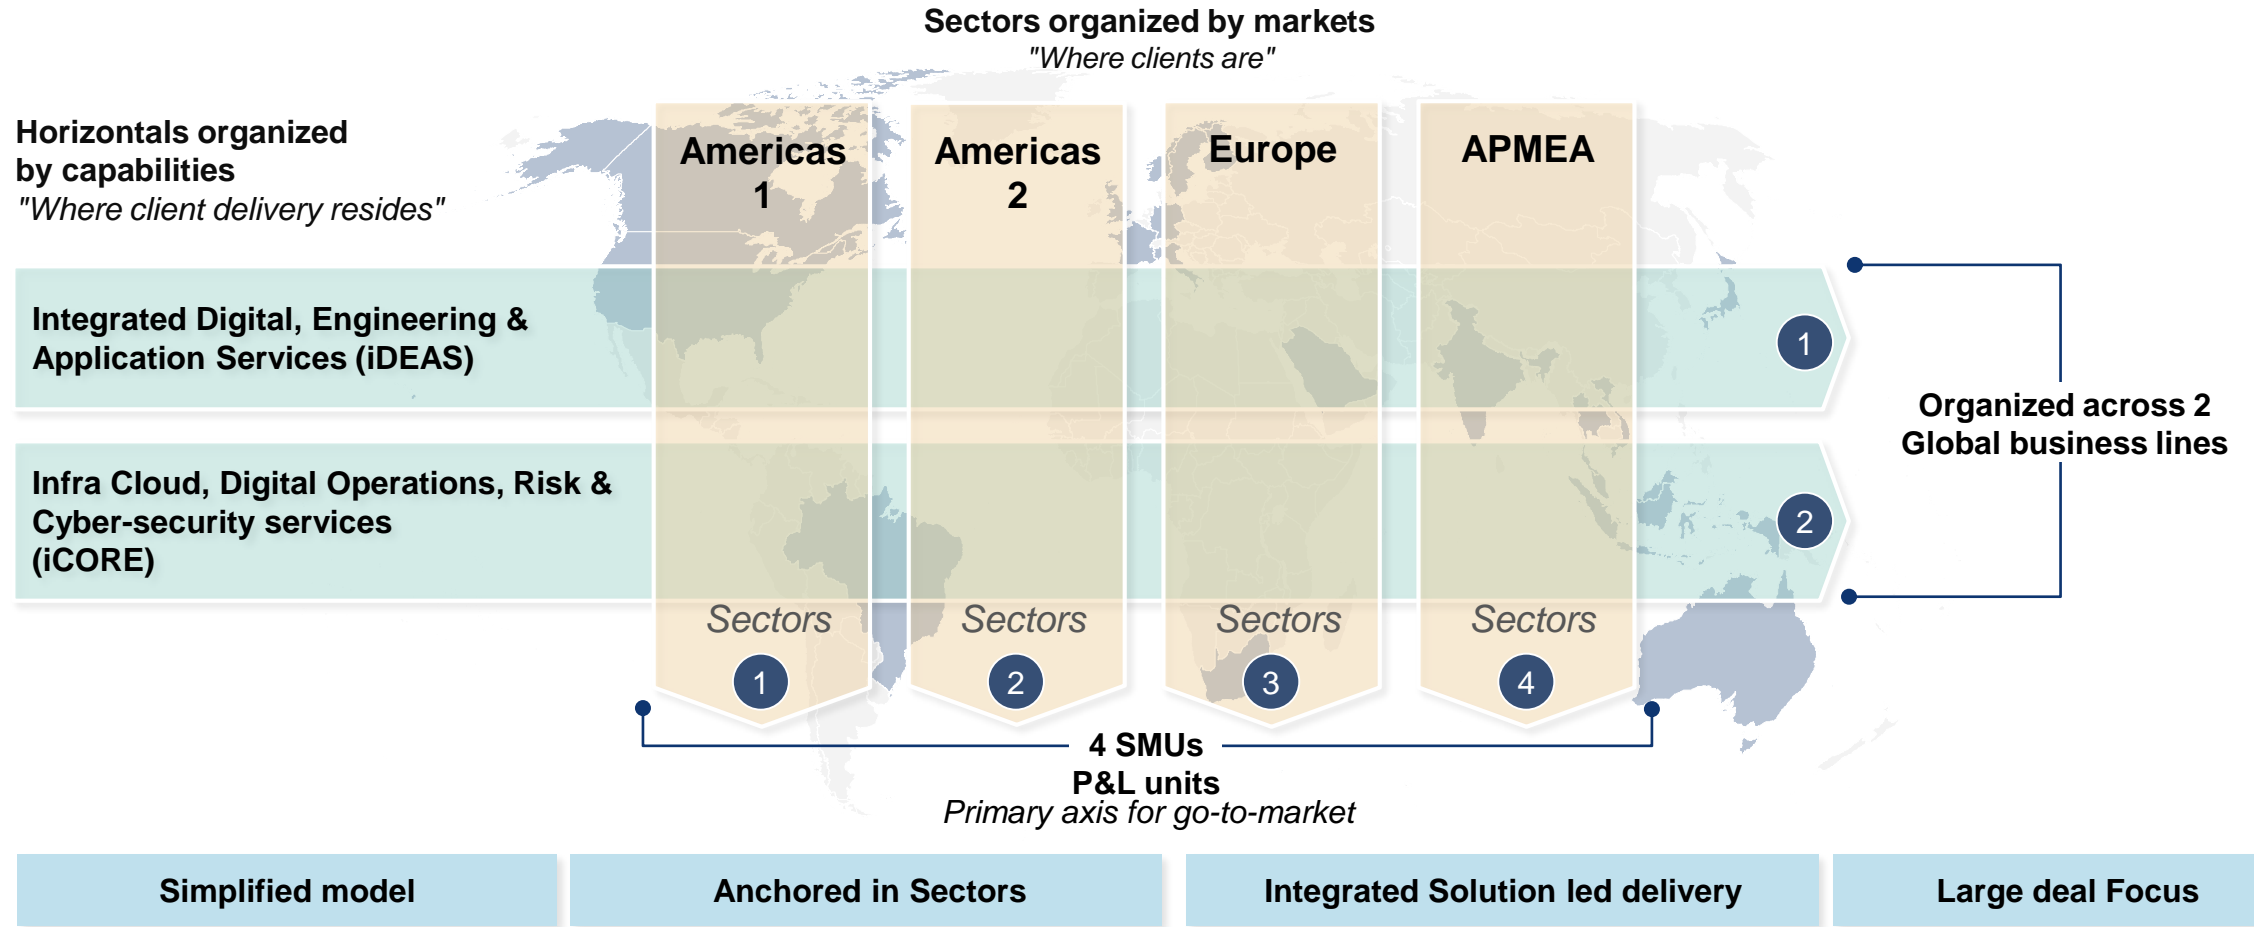 Sectors organized by markets
"Where clients are"
Horizontals organized
by capabilities
"Where client delivery resides"
Americas
1
Americas
2
Europe
APMEA
Integrated Digital, Engineering &
Application Services (iDEAS)
1
Infra Cloud, Digital Operations, Risk &
Cyber-security services
(iCORE)
2
Organized across 2
Global business lines
Sectors
Sectors
Sectors
Sectors
1
2
3
4
4 SMUs
P&L units
Primary axis for go-to-market
Simplified model
Anchored in Sectors
Integrated Solution led delivery
Large deal Focus